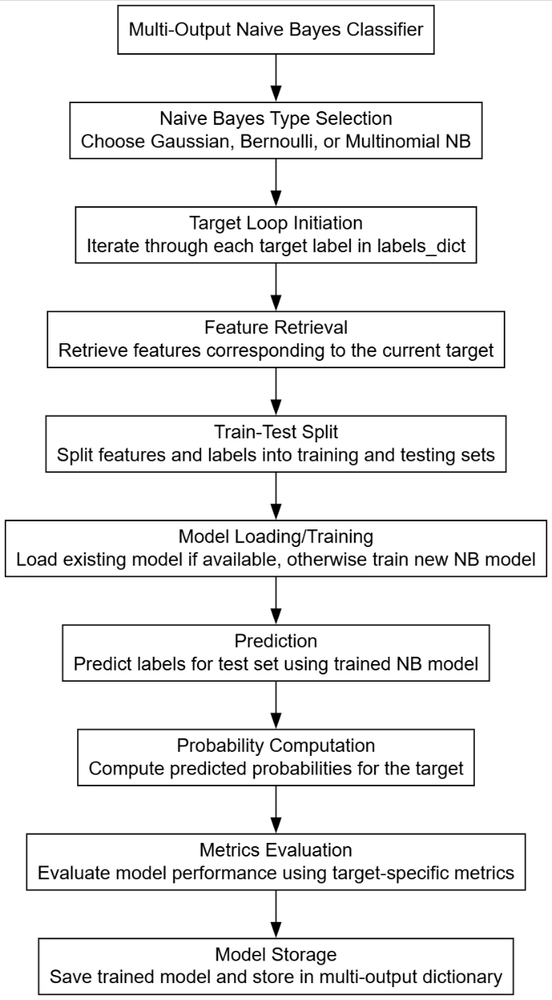 Multi-Output Naive Bayes Classifier
Naive Bayes Type Selection
Choose Gaussian, Bernoulli, or Multinomial NB
Target Loop Initiation
Iterate through each target label in labels_dict
Feature Retrieval
Retrieve features corresponding to the current target
Train-Test Split
Split features and labels into training and testing sets
Model Loading/Training
Load existing model if available, otherwise train new NB model
Prediction
Predict labels for test set using trained NB model
Probability Computation
Compute predicted probabilities for the target
Metrics Evaluation
Evaluate model performance using target-specific metrics
Model Storage
Save trained model and store in multi-output dictionary